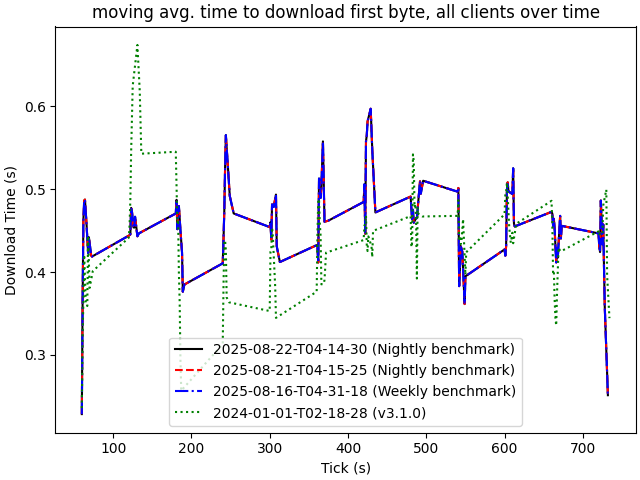 moving avg. time to download first byte, all clients over time
Download Time (s)
0.6
0.5
0.4
0.3
2025-08-22-T04-14-30 (Nightly benchmark)
2025-08-21-T04-15-25 (Nightly benchmark)
2025-08-16-T04-31-18 (Weekly benchmark)
2024-01-01-T02-18-28 (v3.1.0)
100 200 300 400 500 600 700
Tick (s)